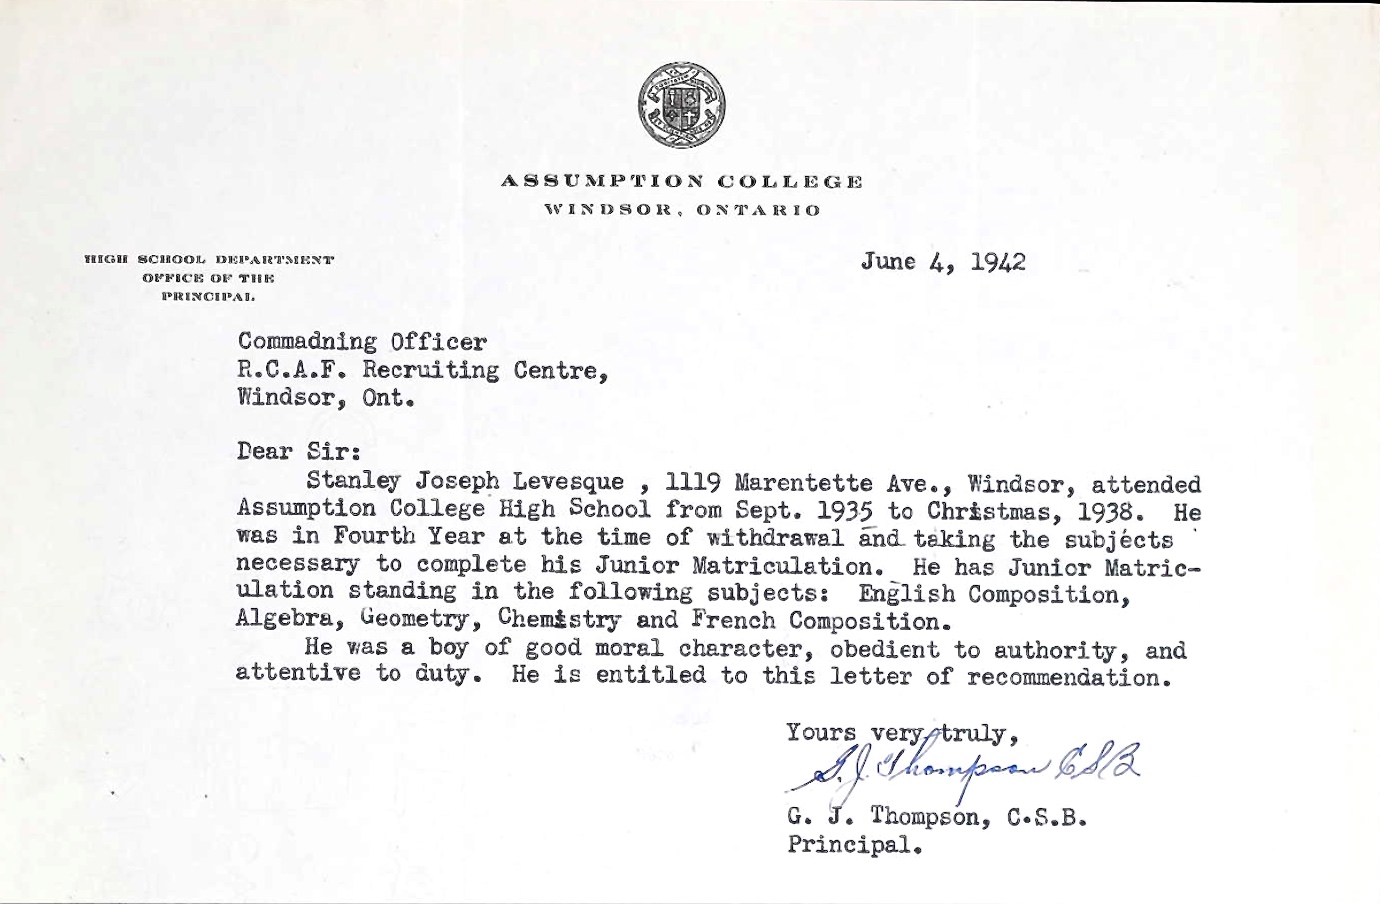 ASSUMPTION COLLEGE
WINDSOR, ONTARIO
HIGH SCHOOL DEPARTMENT
OFFICE OF THE
PRINCIPAL
June 4, 1942
Commadning Officer
R.C.A.F. Recruiting Centre,
Windsor, Ont.
Dear Sir:
Stanley Joseph Levesque , 1119 Marentette Ave., Windsor, attended
Assumption College High School from Sept. 1935 to Christmas, 1938. He
was in Fourth Year at the time of withdrawal and taking the subjects
necessary to complete his Junior Matriculation. He has Junior Matric-
ulation standing in the following subjects: English Composition,
Algebra, Geometry, Chemistry and French Composition.
He was a boy of good moral character, obedient to authority, and
attentive to duty. He is entitled to this letter of recommendation.
Yours very truly,
G. J. Thompson CSB
G. J. Thompson, C.S.B.
Principal.